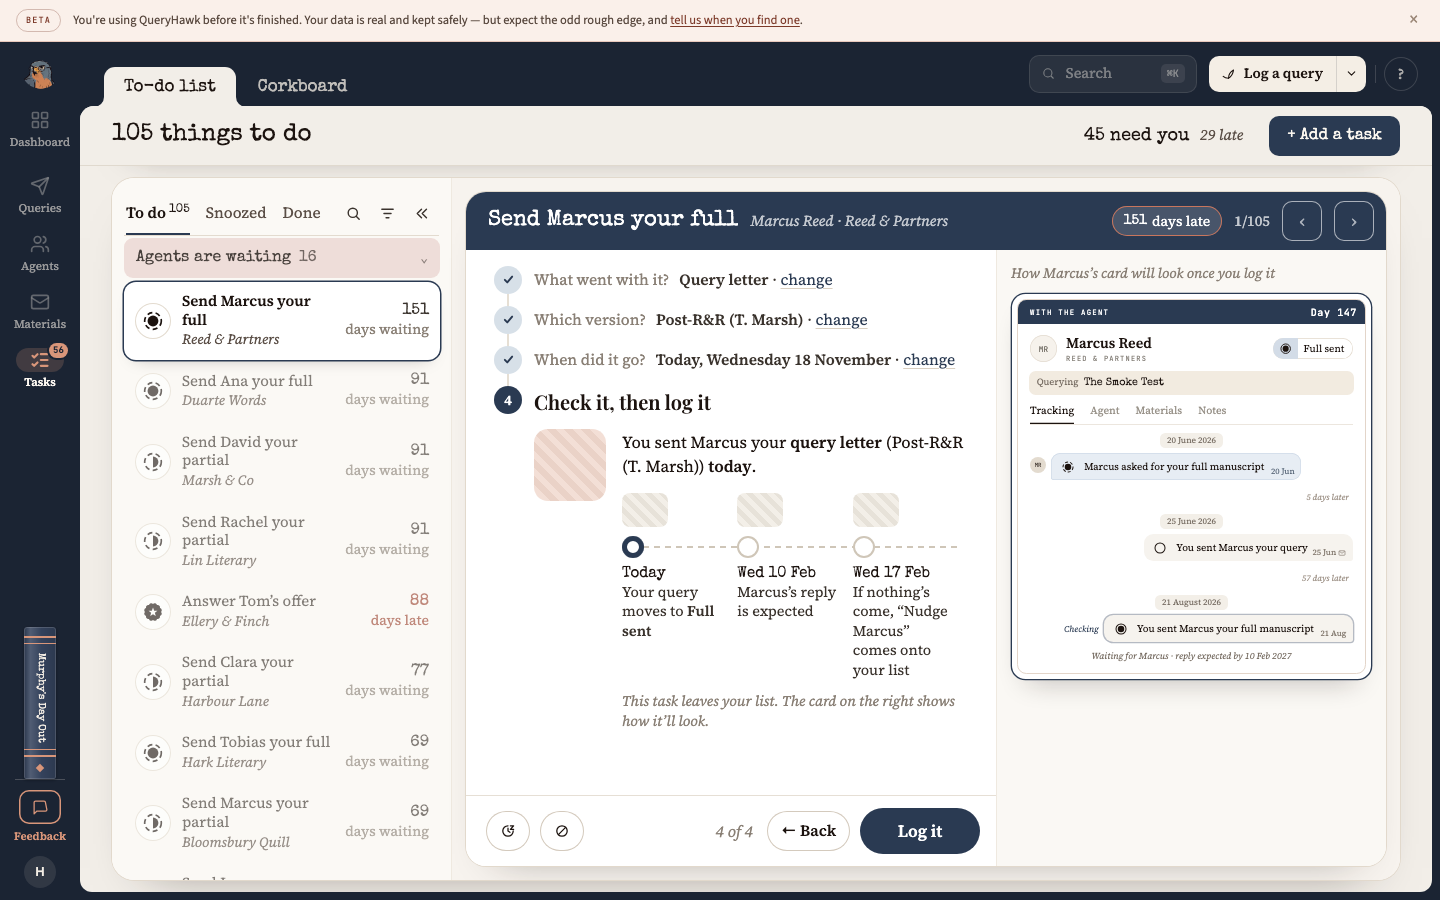 BETA You're using QueryHawk before it's finished. Your data is real and kept safely — but expect the odd rough edge, and tell us when you find one. ×
To-do list
Corkboard
Search ⌘K
Log a query
?
Dashboard
Queries
Agents
Materials
56
Tasks
Murphy's Day Out
Feedback
H
105 things to do
45 need you 29 late
+ Add a task
To do 105 Snoozed Done
Agents are waiting 16
Send Marcus your full
Reed & Partners
151
days waiting
Send Ana your full
Duarte Words
91
days waiting
Send David your partial
Marsh & Co
91
days waiting
Send Rachel your partial
Lin Literary
91
days waiting
Answer Tom's offer
Ellery & Finch
88
days late
Send Clara your partial
Harbour Lane
77
days waiting
Send Tobias your full
Hark Literary
69
days waiting
Send Marcus your partial
Bloomsbury Quill
69
days waiting
Send Marcus your full Marcus Reed · Reed & Partners
151 days late 1/105 ‹ ›
What went with it? Query letter · change
Which version? Post-R&R (T. Marsh) · change
When did it go? Today, Wednesday 18 November · change
4 Check it, then log it
You sent Marcus your query letter (Post-R&R
(T. Marsh)) today.
Today
Your query
moves to Full
sent
Wed 10 Feb
Marcus's reply
is expected
Wed 17 Feb
If nothing's
come, “Nudge
Marcus”
comes onto
your list
This task leaves your list. The card on the right shows
how it'll look.
4 of 4
← Back
Log it
How Marcus's card will look once you log it
WITH THE AGENT Day 147
MR
Marcus Reed
REED & PARTNERS
Full sent
Querying The Smoke Test
Tracking Agent Materials Notes
20 June 2026
MR Marcus asked for your full manuscript 20 Jun
5 days later
25 June 2026
You sent Marcus your query 25 Jun
57 days later
21 August 2026
Checking You sent Marcus your full manuscript 21 Aug
Waiting for Marcus · reply expected by 10 Feb 2027